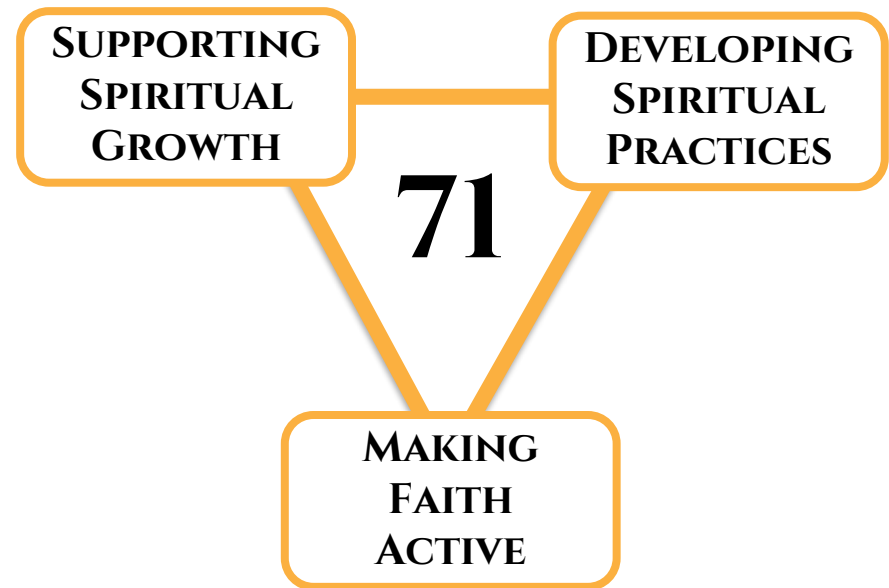 Supporting
Spiritual
Growth
Developing
Spiritual
Practices
71
Making
Faith
Active